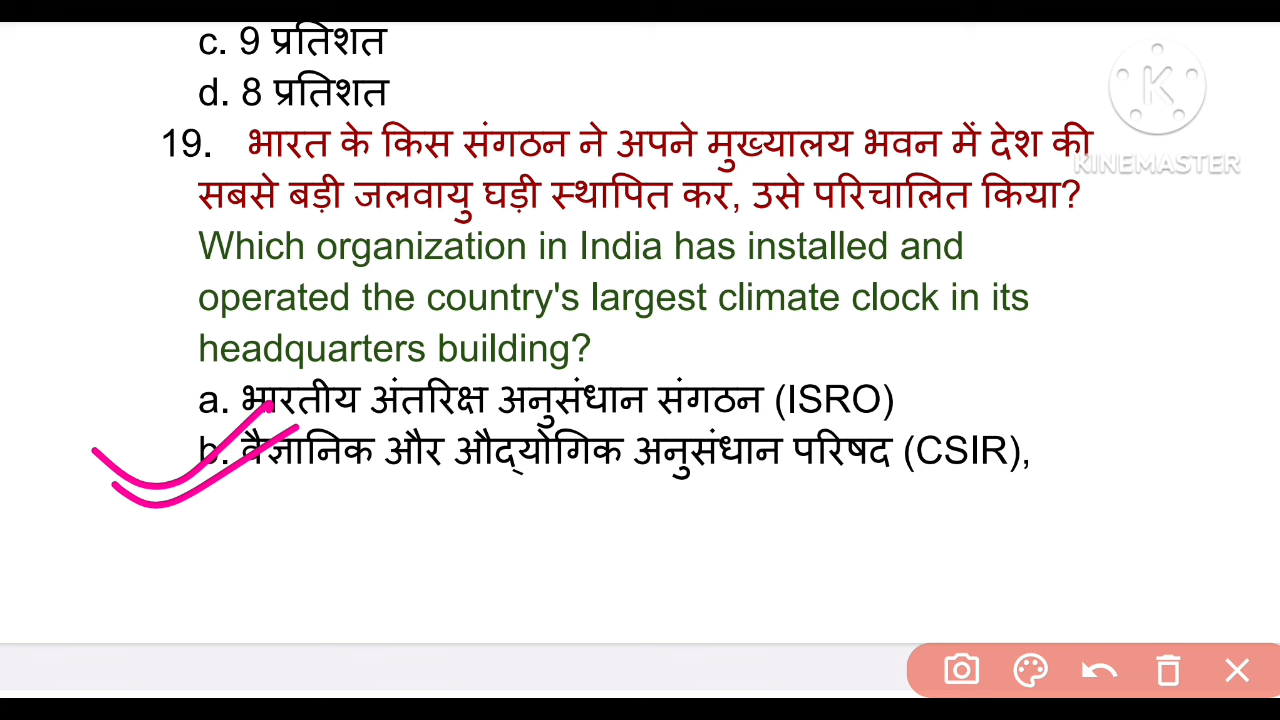 c. 9 प्रतिशत
d. 8 प्रतिशत
19. भारत के किस संगठन ने अपने मुख्यालय भवन में देश की
सबसे बड़ी जलवायु घड़ी स्थापित कर, उसे परिचालित किया?
Which organization in India has installed and
operated the country's largest climate clock in its
headquarters building?
a. भारतीय अंतरिक्ष अनुसंधान संगठन (ISRO)
b. वैज्ञानिक और औद्योगिक अनुसंधान परिषद (CSIR),
K
KINEMASTER